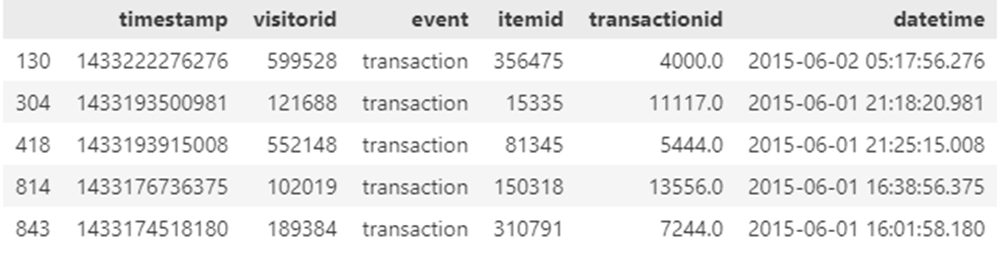 timestamp visitorid event itemid transactionid datetime
130 1433222276276 599528 transaction 356475 4000.0 2015-06-02 05:17:56.276
304 1433193500981 121688 transaction 15335 11117.0 2015-06-01 21:18:20.981
418 1433193915008 552148 transaction 81345 5444.0 2015-06-01 21:25:15.008
814 1433176736375 102019 transaction 150318 13556.0 2015-06-01 16:38:56.375
843 1433174518180 189384 transaction 310791 7244.0 2015-06-01 16:01:58.180